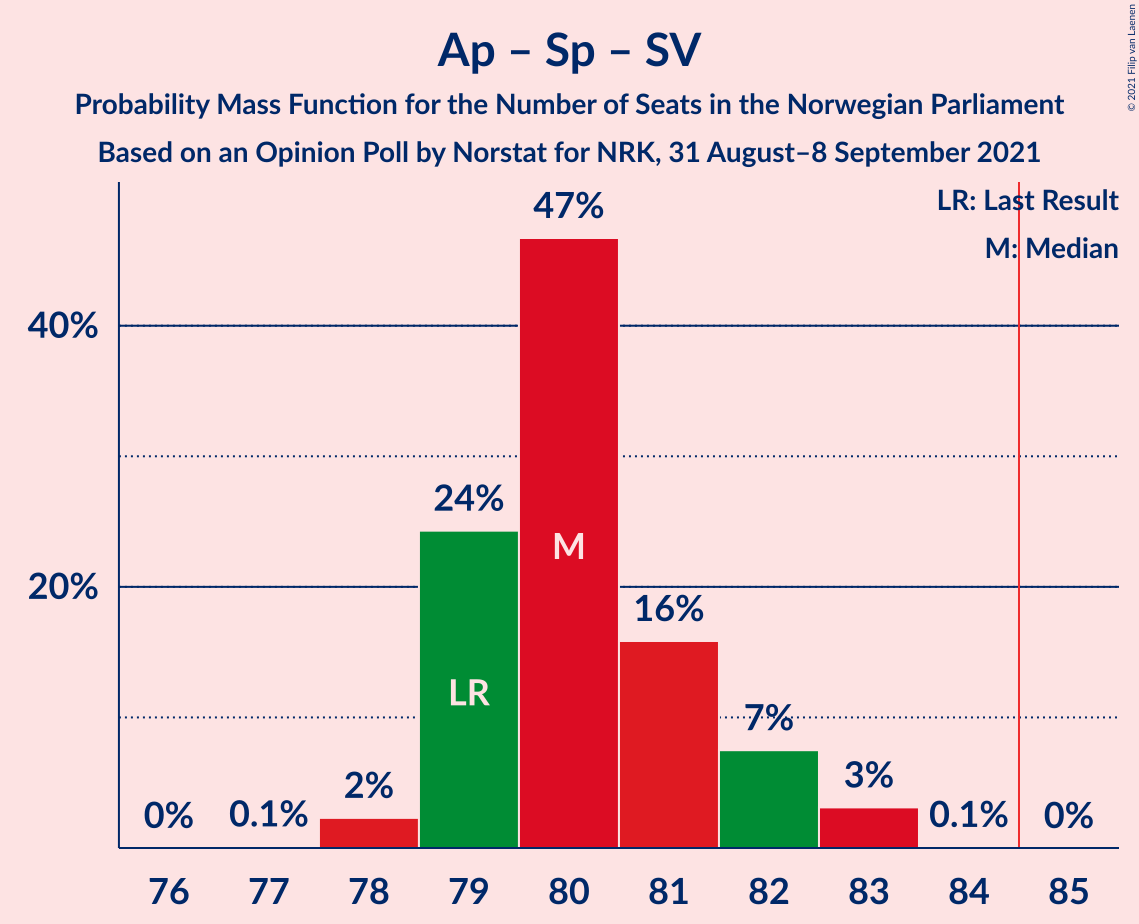 Ap – Sp – SV
Probability Mass Function for the Number of Seats in the Norwegian Parliament
Based on an Opinion Poll by Norstat for NRK, 31 August–8 September 2021
© 2021 Filip van Laenen
LR: Last Result
M: Median
40%
20%
0%
0.1%
2%
24%
47%
16%
7%
3%
0.1%
0%
LR
M
76 77 78 79 80 81 82 83 84 85